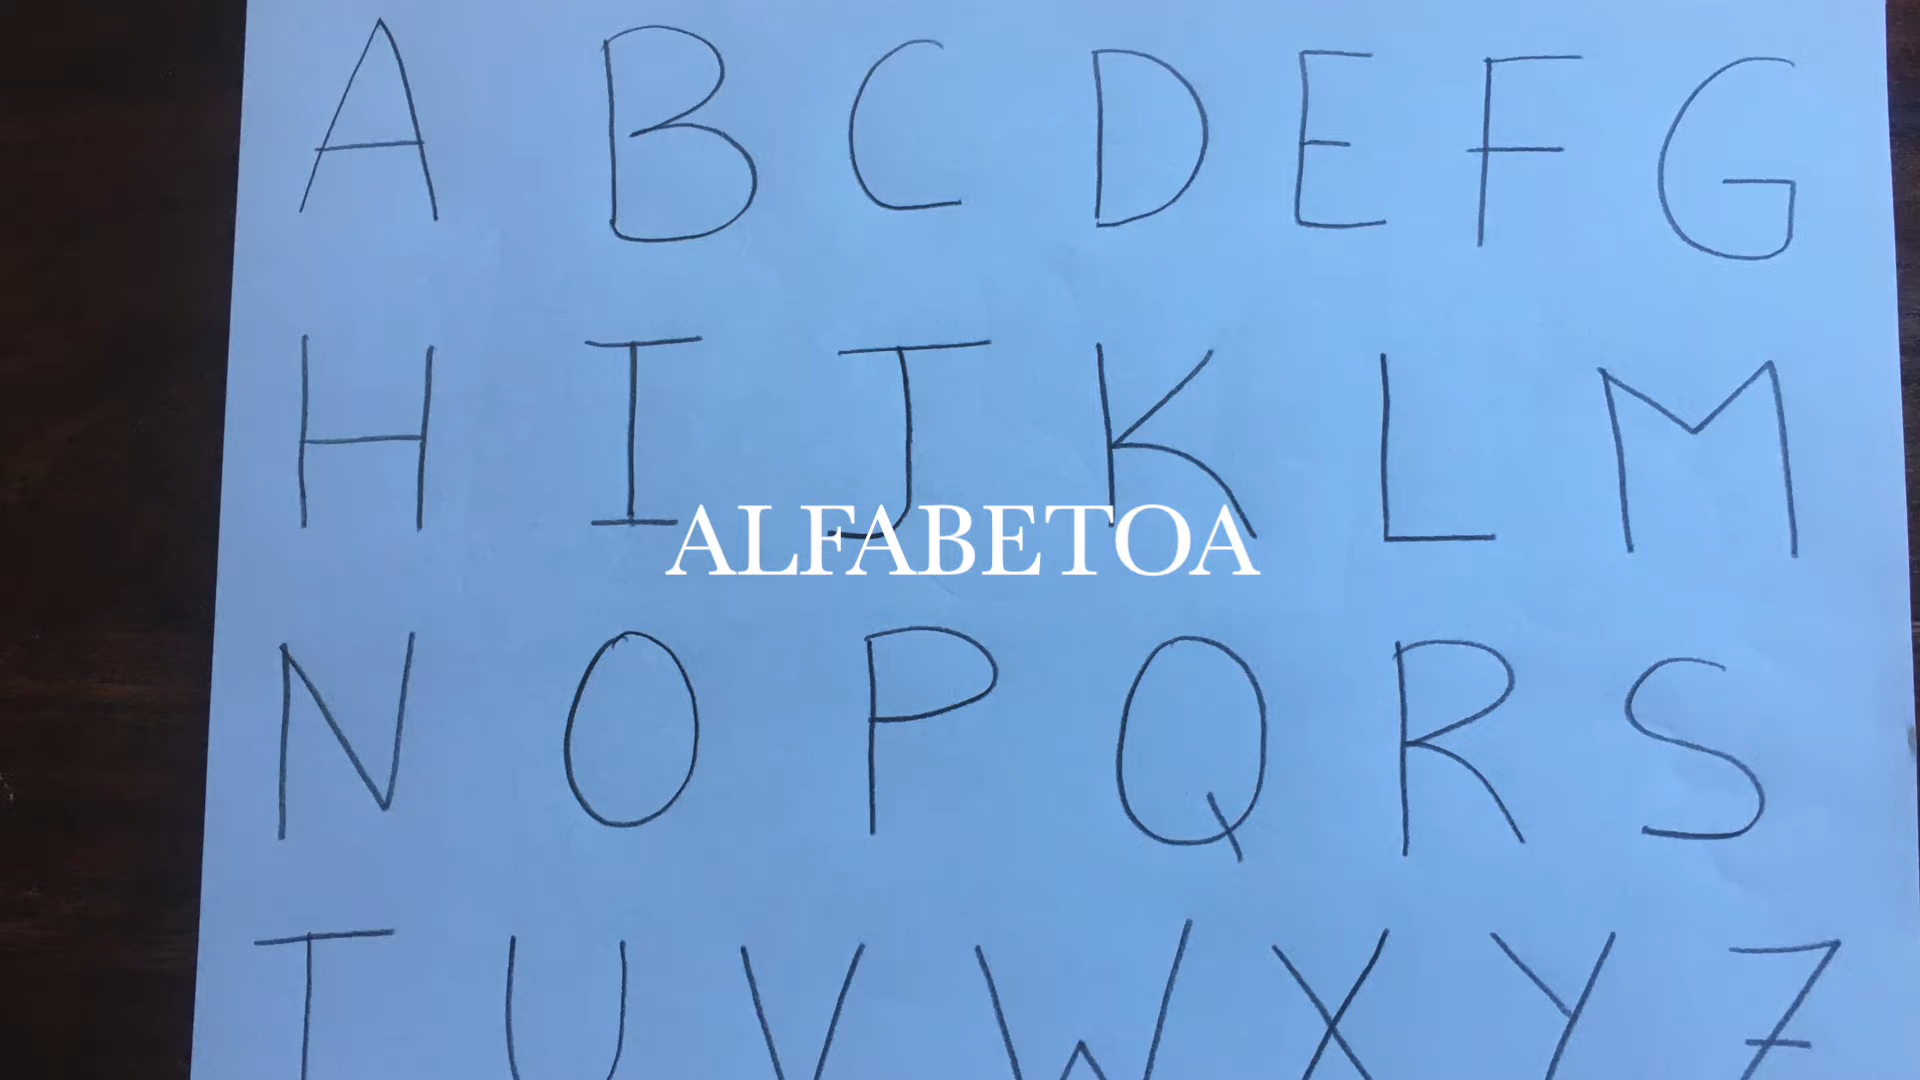 A B C D E F G
H I J K L M
ALFABETOA
N O P Q R S
T U V W X Y Z